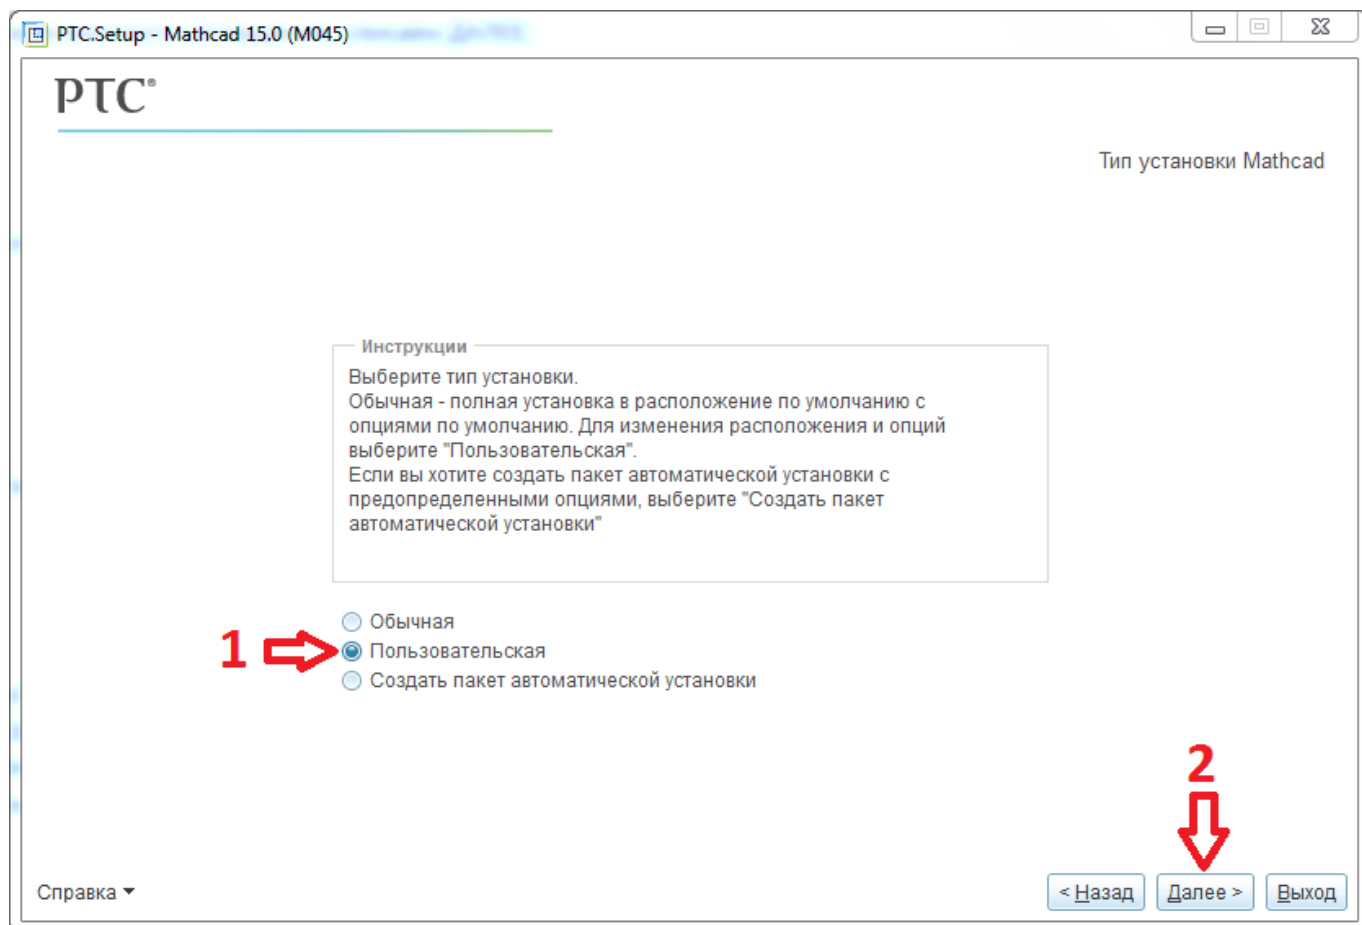 PTC.Setup - Mathcad 15.0 (M045)
PTC®
Тип установки Mathcad
Инструкции
Выберите тип установки.
Обычная - полная установка в расположение по умолчанию с
опциями по умолчанию. Для изменения расположения и опций
выберите "Пользовательская".
Если вы хотите создать пакет автоматической установки с
предопределенными опциями, выберите "Создать пакет
автоматической установки"
Обычная
1 Пользовательская
Создать пакет автоматической установки
2
Справка
< Назад Далее > Выход